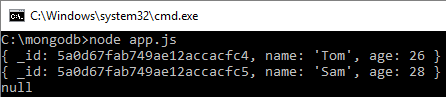 C:\Windows\system32\cmd.exe
C:\mongodb>node app.js
{ _id: 5a0d67fab749ae12accacfc4, name: 'Tom', age: 26 }
{ _id: 5a0d67fab749ae12accacfc5, name: 'Sam', age: 28 }
null